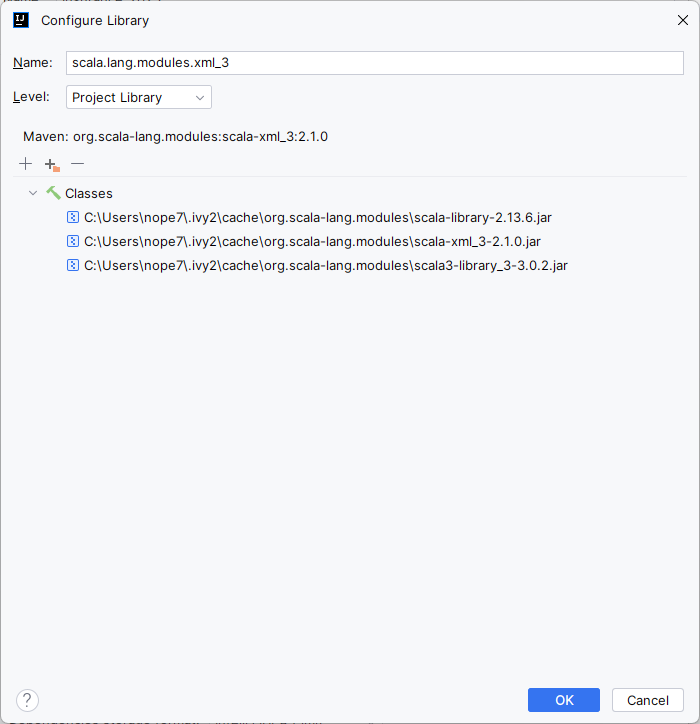 IJ
Configure Library
Name: scala.lang.modules.xml_3
Level: Project Library
Maven: org.scala-lang.modules:scala-xml_3:2.1.0
Classes
C:\Users\nope7\.ivy2\cache\org.scala-lang.modules\scala-library-2.13.6.jar
C:\Users\nope7\.ivy2\cache\org.scala-lang.modules\scala-xml_3-2.1.0.jar
C:\Users\nope7\.ivy2\cache\org.scala-lang.modules\scala3-library_3-3.0.2.jar
? OK Cancel